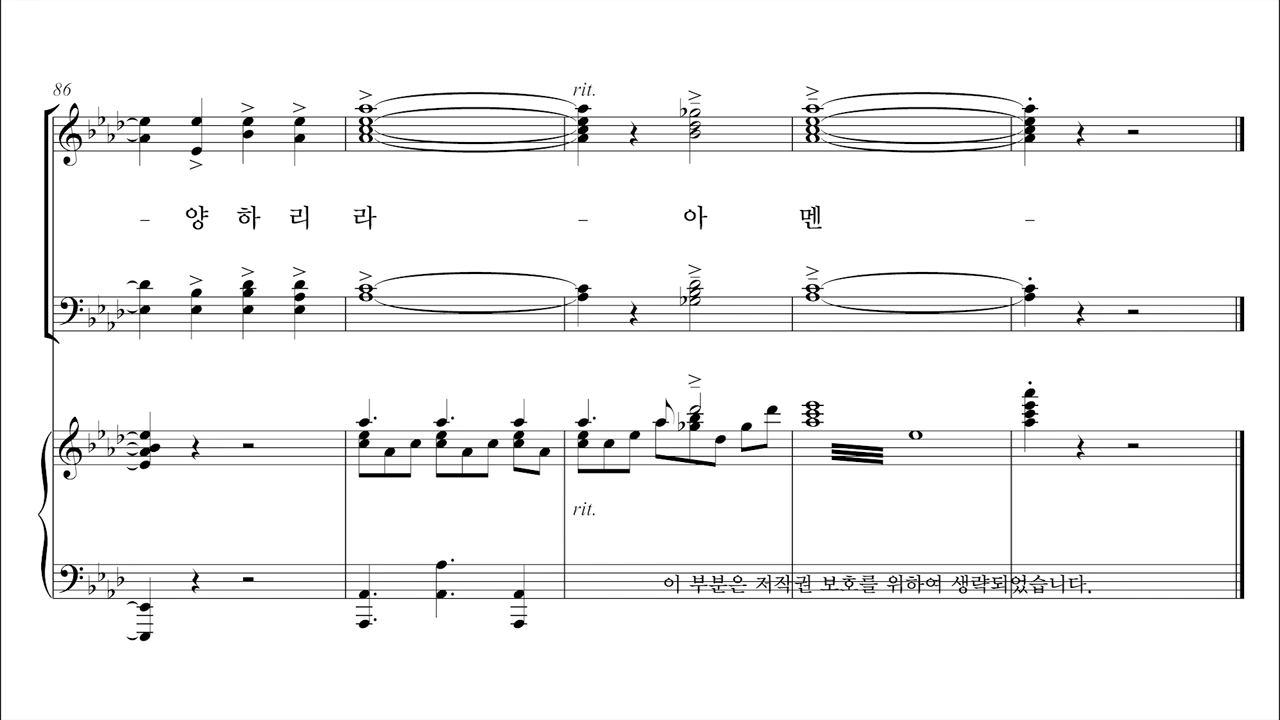 86
rit.
- 양 하 리 라 - 아 멘 -
rit.
이 부분은 저작권 보호를 위하여 생략되었습니다.